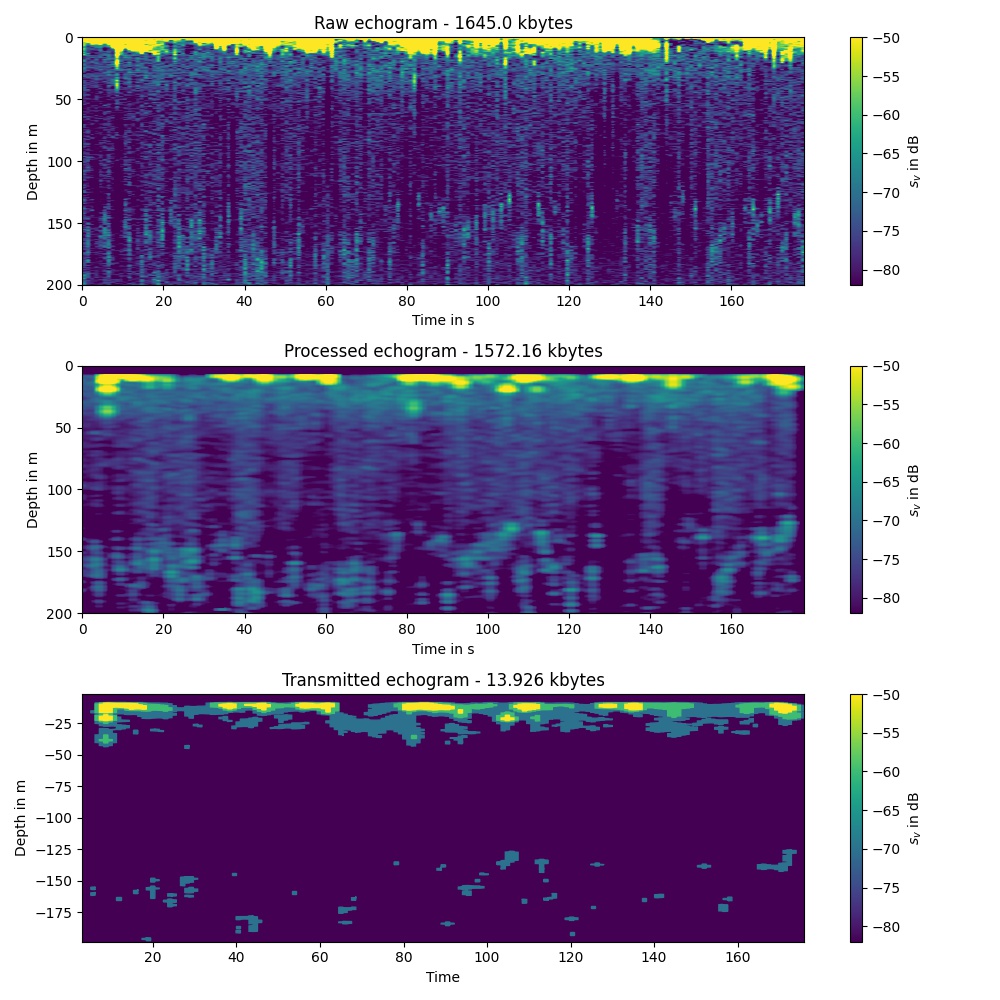 Raw echogram - 1645.0 kbytes
0
50
100
150
200
Depth in m
0 20 40 60 80 100 120 140 160
Time in s
−50
−55
−60
−65
−70
−75
−80
sv in dB
Processed echogram - 1572.16 kbytes
0
50
100
150
200
Depth in m
0 20 40 60 80 100 120 140 160
Time in s
−50
−55
−60
−65
−70
−75
−80
sv in dB
Transmitted echogram - 13.926 kbytes
−25
−50
−75
−100
−125
−150
−175
Depth in m
20 40 60 80 100 120 140 160
Time
−50
−55
−60
−65
−70
−75
−80
sv in dB